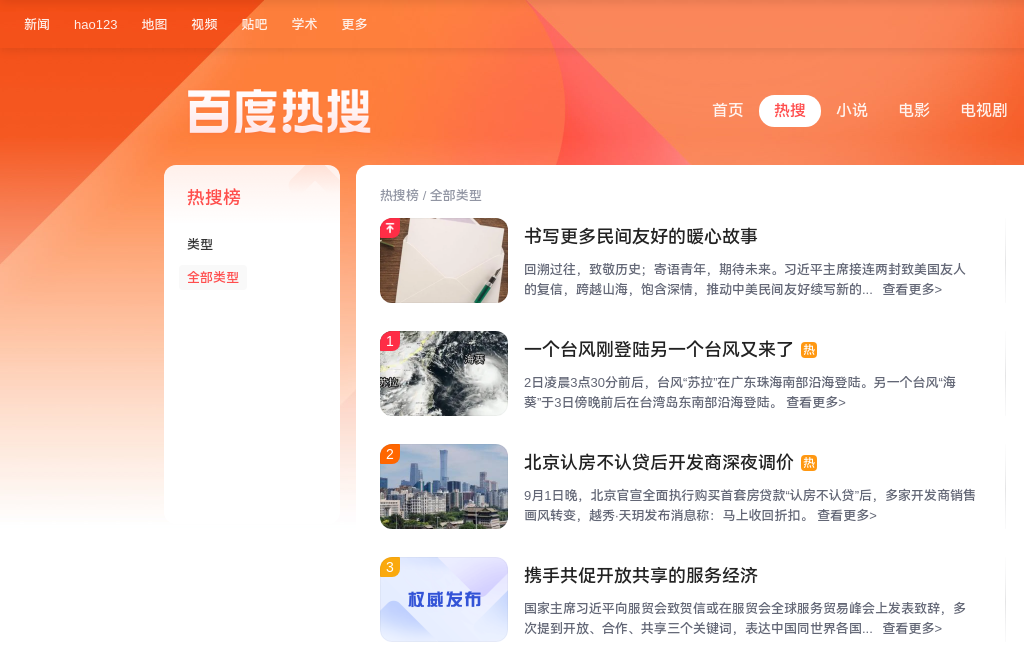 新闻 hao123 地图 视频 贴吧 学术 更多
百度热搜
首页 热搜 小说 电影 电视剧
热搜榜
类型
全部类型
热搜榜 / 全部类型
书写更多民间友好的暖心故事
回溯过往，致敬历史；寄语青年，期待未来。习近平主席接连两封致美国友人
的复信，跨越山海，饱含深情，推动中美民间友好续写新的... 查看更多>
1
海葵
苏拉
一个台风刚登陆另一个台风又来了 热
2日凌晨3点30分前后，台风“苏拉”在广东珠海南部沿海登陆。另一个台风“海
葵”于3日傍晚前后在台湾岛东南部沿海登陆。 查看更多>
2
北京认房不认贷后开发商深夜调价 热
9月1日晚，北京官宣全面执行购买首套房贷款“认房不认贷”后，多家开发商销售
画风转变，越秀·天玥发布消息称：马上收回折扣。 查看更多>
3
权威发布
携手共促开放共享的服务经济
国家主席习近平向服贸会致贺信或在服贸会全球服务贸易峰会上发表致辞，多
次提到开放、合作、共享三个关键词，表达中国同世界各国... 查看更多>